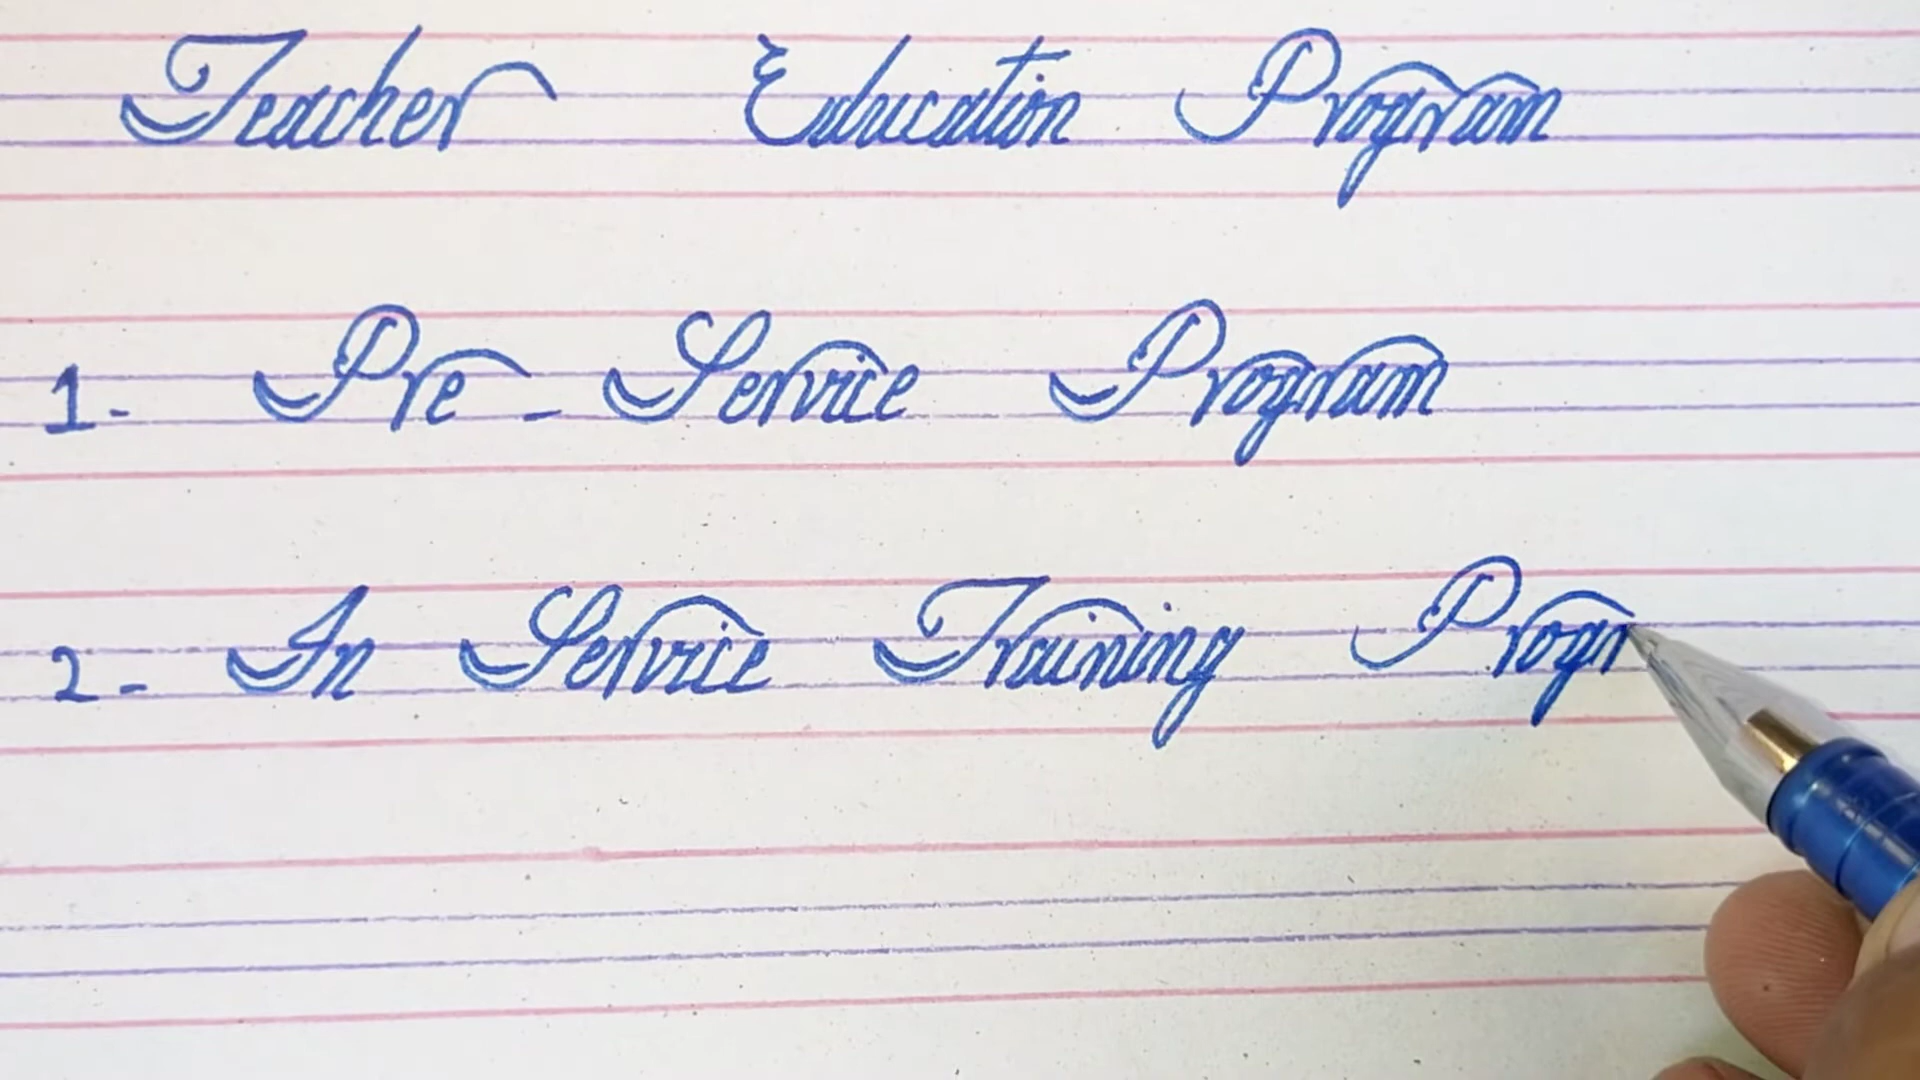 Teacher Education Program
1- Pre - Service Program
2- In Service Training Progr